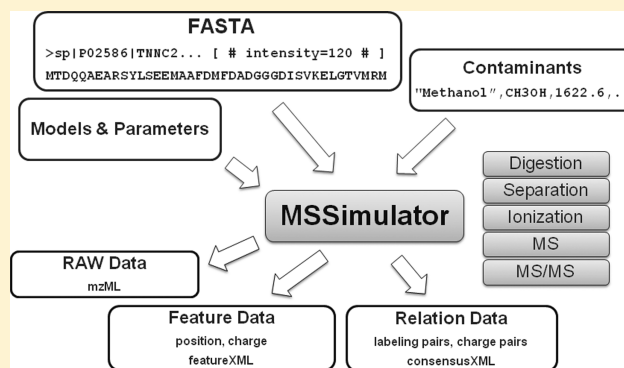 FASTA
>sp|P02586|TNNC2... [ # intensity=120 # ]
MTDQQAEARSYLSEEMAAFDMFDADGGGDISVKELGTVMRM
Contaminants
"Methanol",CH3OH,1622.6,.
Models & Parameters
MSSimulator
Digestion
Separation
Ionization
MS
MS/MS
RAW Data
mzML
Feature Data
position, charge
featureXML
Relation Data
labeling pairs, charge pairs
consensusXML